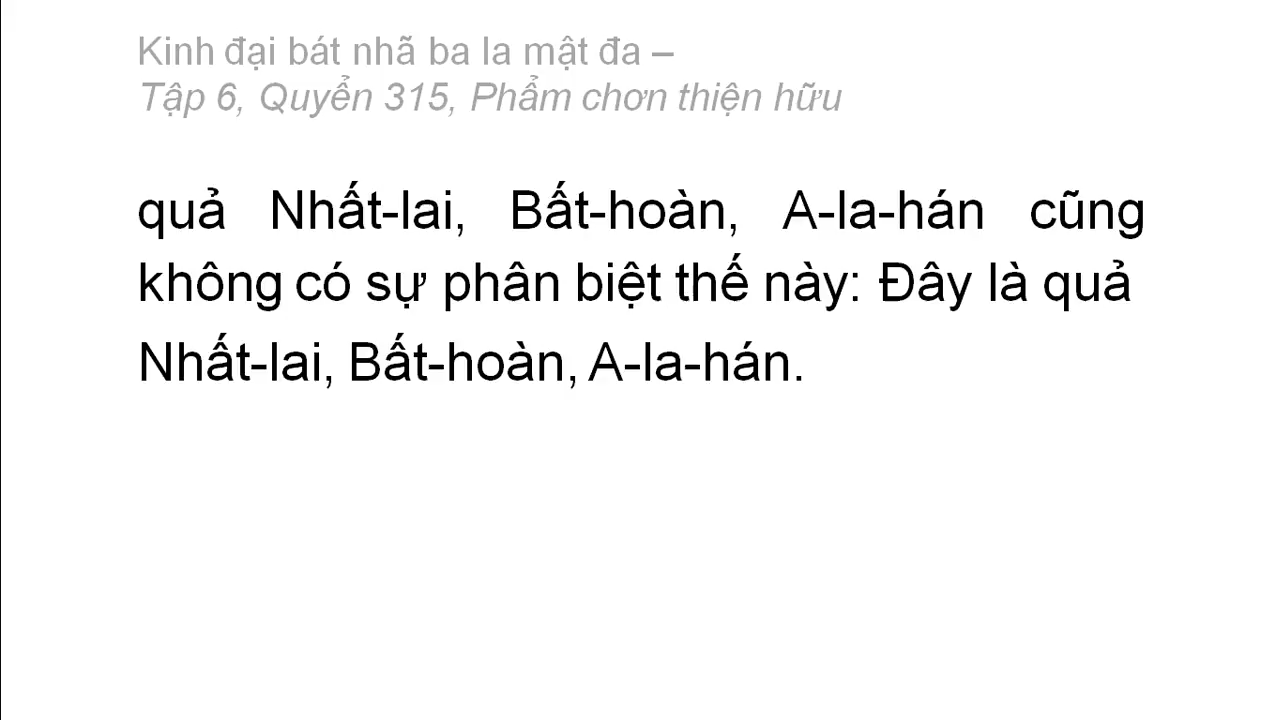 Kinh đại bát nhã ba la mật đa –
Tập 6, Quyển 315, Phẩm chơn thiện hữu
quả Nhất-lai, Bất-hoàn, A-la-hán cũng
không có sự phân biệt thế này: Đây là quả
Nhất-lai, Bất-hoàn, A-la-hán.